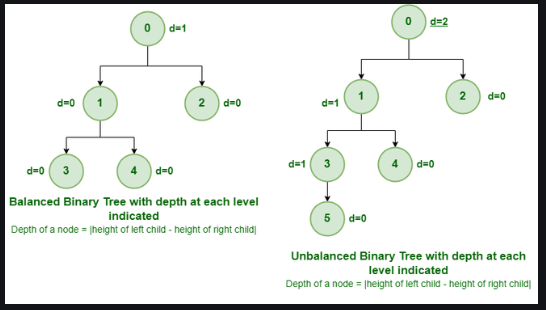 0 d=1
d=0 1 2 d=0
d=0 3 4 d=0
Balanced Binary Tree with depth at each level
indicated
Depth of a node = |height of left child - height of right child|
0 d=2
d=1 1 2 d=0
d=1 3 4 d=0
5 d=0
Unbalanced Binary Tree with depth at each
level indicated
Depth of a node = |height of left child - height of right child|